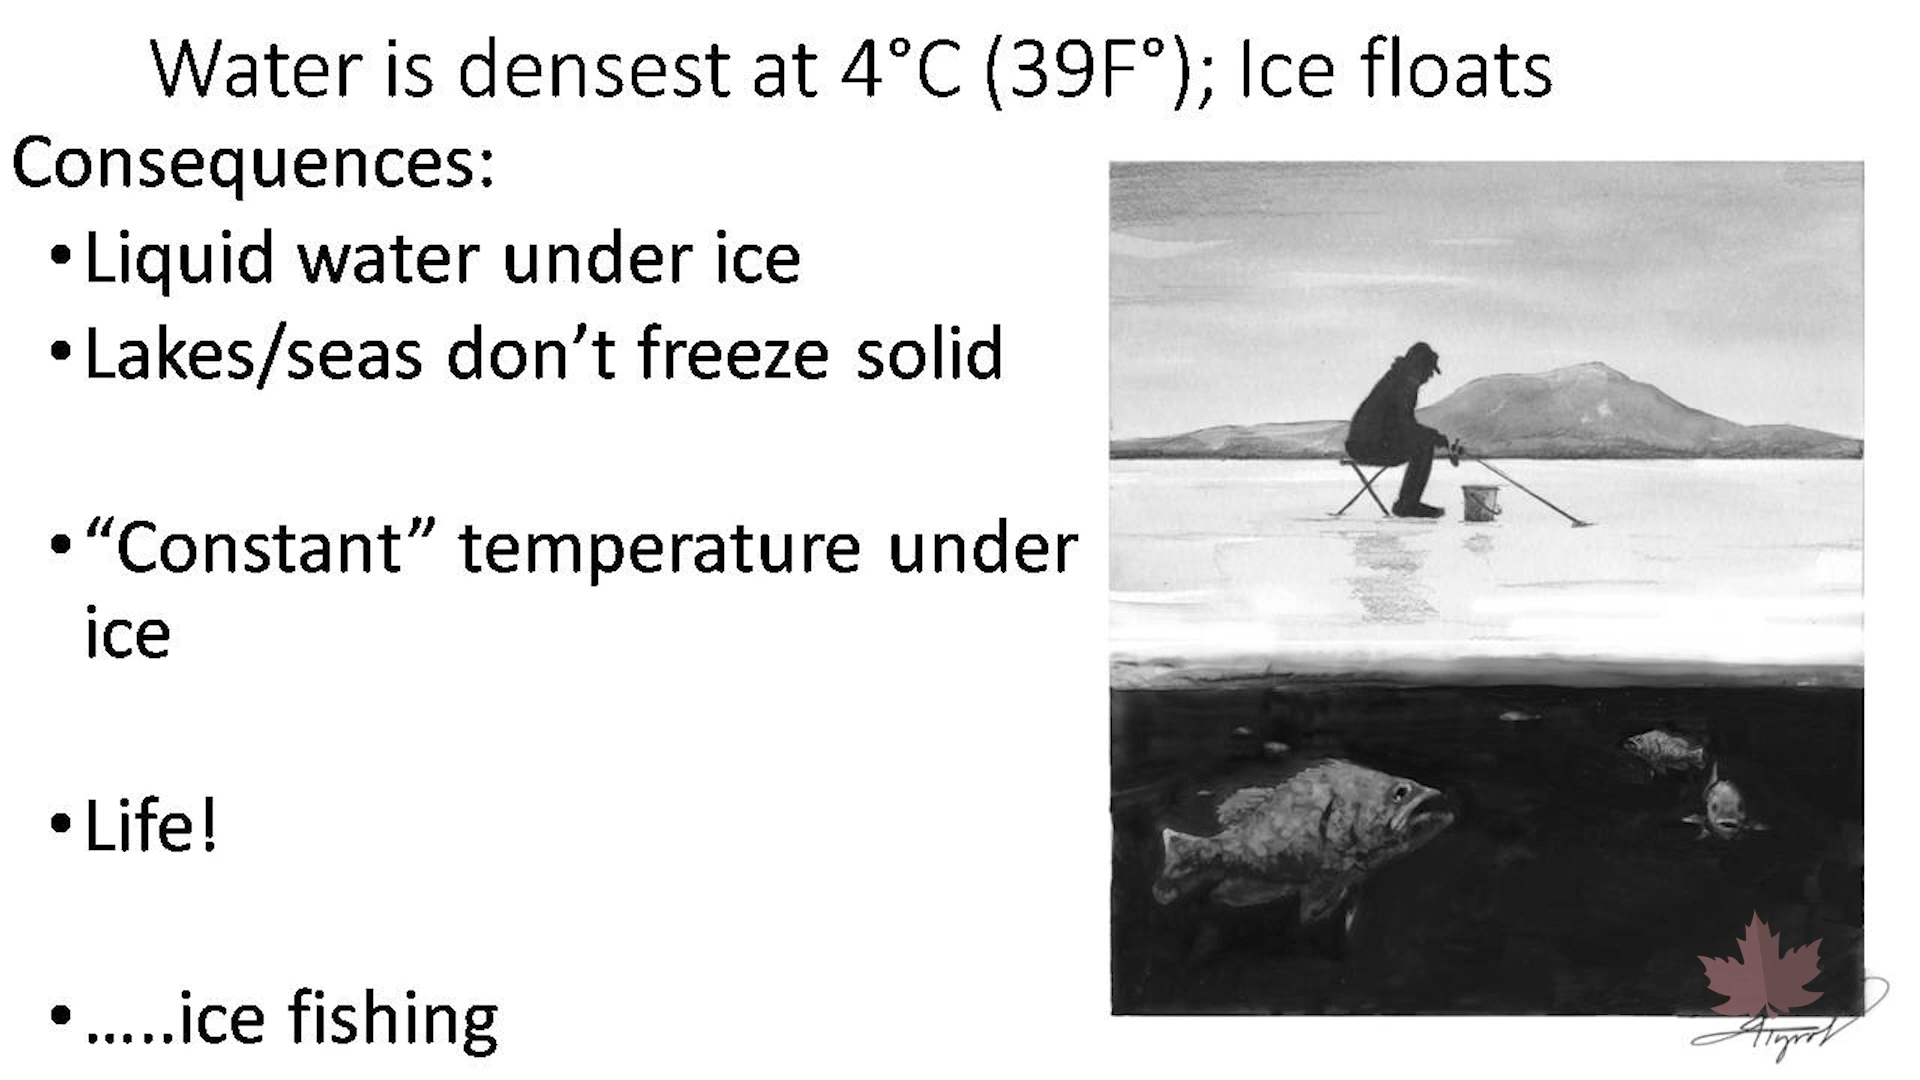 Water is densest at 4°C (39F°); Ice floats
Consequences:
•Liquid water under ice
•Lakes/seas don’t freeze solid
•“Constant” temperature under
ice
•Life!
•…..ice fishing